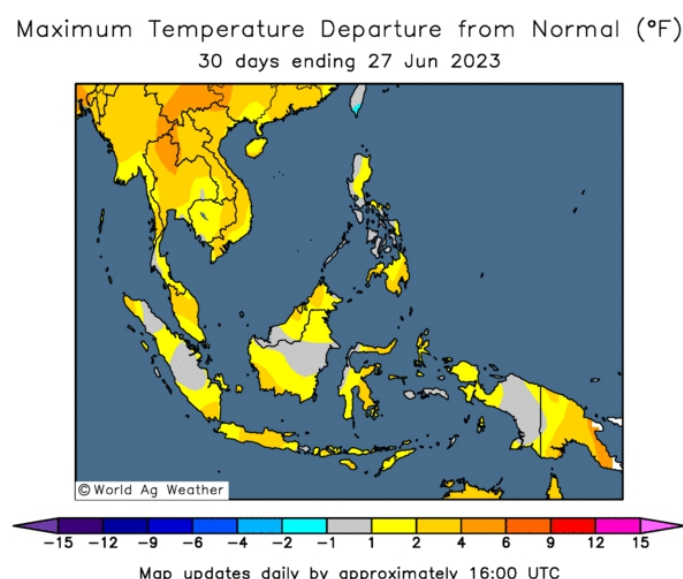 Maximum Temperature Departure from Normal (°F)
30 days ending 27 Jun 2023
©World Ag Weather
-15 -12 -9 -6 -4 -2 -1 1 2 4 6 9 12 15
Map updates daily by approximately 16:00 UTC